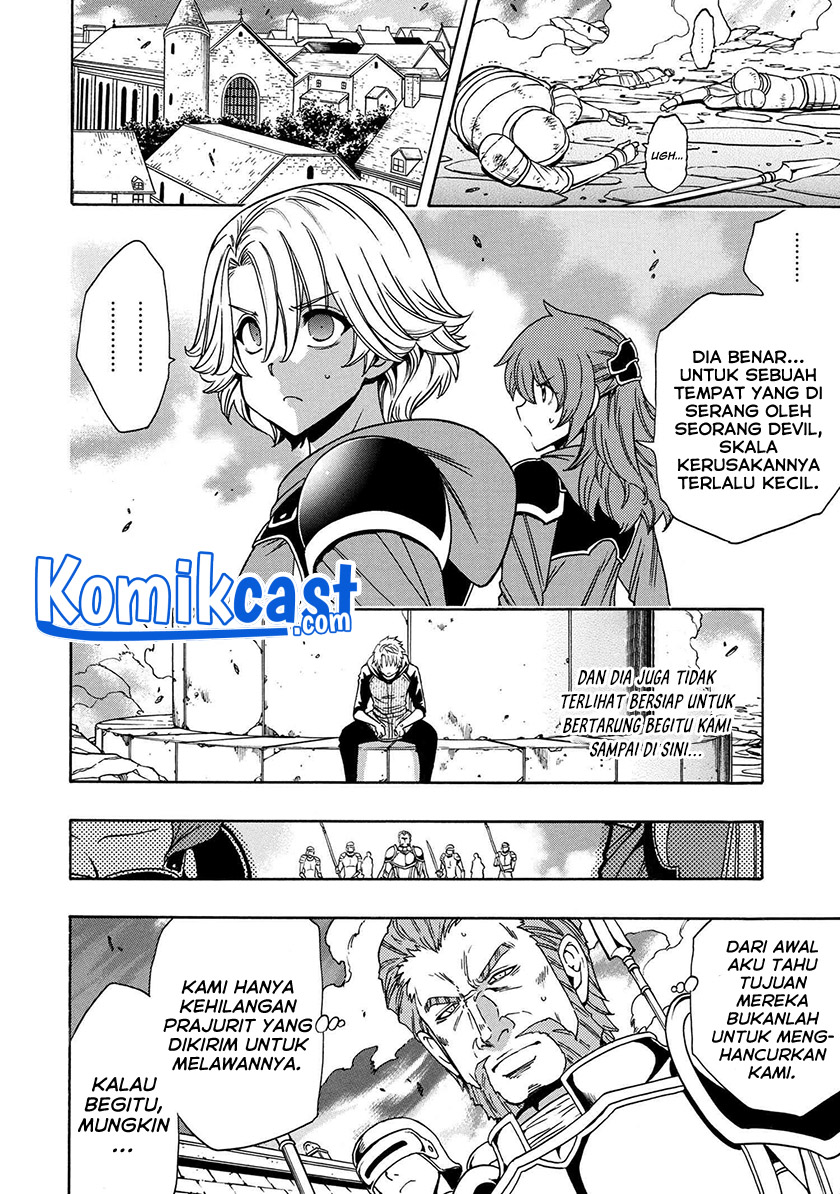 UGH...
DIA BENAR...
UNTUK SEBUAH
TEMPAT YANG DI
SERANG OLEH
SEORANG DEVIL,
SKALA
KERUSAKANNYA
TERLALU KECIL.
Komikcast
.com
DAN DIA JUGA TIDAK
TERLIHAT BERSIAP UNTUK
BERTARUNG BEGITU KAMI
SAMPAI DI SINI...
DARI AWAL
AKU TAHU
TUJUAN
MEREKA
BUKANLAH
UNTUK MENG-
HANCURKAN
KAMI.
KAMI HANYA
KEHILANGAN
PRAJURIT YANG
DIKIRIM UNTUK
MELAWANNYA.
KALAU
BEGITU,
MUNGKIN
...